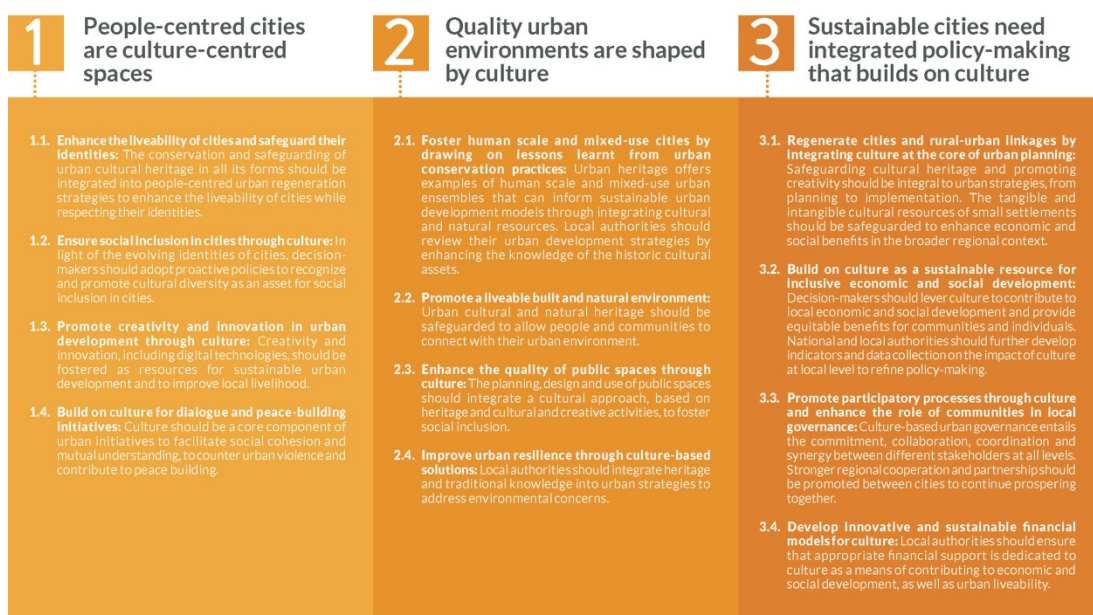 1
People-centred cities
are culture-centred
spaces
1.1. Enhance the liveability of cities and safeguard their
identities: The conservation and safeguarding of
urban cultural heritage in all its forms should be
integrated into people-centred urban regeneration
strategies to enhance the liveability of cities while
respecting their identities.
1.2. Ensure social inclusion in cities through culture: In
light of the evolving identities of cities, decision-
makers should adopt proactive policies to recognize
and promote cultural diversity as an asset for social
inclusion in cities.
1.3. Promote creativity and innovation in urban
development through culture: Creativity and
innovation, including digital technologies, should be
fostered as resources for sustainable urban
development and to improve local livelihood.
1.4. Build on culture for dialogue and peace-building
initiatives: Culture should be a core component of
urban initiatives to facilitate social cohesion and
mutual understanding, to counter urban violence and
contribute to peace building.
2
Quality urban
environments are shaped
by culture
2.1. Foster human scale and mixed-use cities by
drawing on lessons learnt from urban
conservation practices: Urban heritage offers
examples of human scale and mixed-use urban
ensembles that can inform sustainable urban
development models through integrating cultural
and natural resources. Local authorities should
review their urban development strategies by
enhancing the knowledge of the historic cultural
assets.
2.2. Promote a liveable built and natural environment:
Urban cultural and natural heritage should be
safeguarded to allow people and communities to
connect with their urban environment.
2.3. Enhance the quality of public spaces through
culture: The planning, design and use of public spaces
should integrate a cultural approach, based on
heritage and cultural and creative activities, to foster
social inclusion.
2.4. Improve urban resilience through culture-based
solutions: Local authorities should integrate heritage
and traditional knowledge into urban strategies to
address environmental concerns.
3
Sustainable cities need
integrated policy-making
that builds on culture
3.1. Regenerate cities and rural-urban linkages by
integrating culture at the core of urban planning:
Safeguarding cultural heritage and promoting
creativity should be integral to urban strategies, from
planning to implementation. The tangible and
intangible cultural resources of small settlements
should be safeguarded to enhance economic and
social benefits in the broader regional context.
3.2. Build on culture as a sustainable resource for
inclusive economic and social development:
Decision-makers should lever culture to contribute to
local economic and social development and provide
equitable benefits for communities and individuals.
National and local authorities should further develop
indicators and data collection on the impact of culture
at local level to refine policy-making.
3.3. Promote participatory processes through culture
and enhance the role of communities in local
governance: Culture-based urban governance entails
the commitment, collaboration, coordination and
synergy between different stakeholders at all levels.
Stronger regional cooperation and partnership should
be promoted between cities to continue prospering
together.
3.4. Develop innovative and sustainable financial
models for culture: Local authorities should ensure
that appropriate financial support is dedicated to
culture as a means of contributing to economic and
social development, as well as urban liveability.